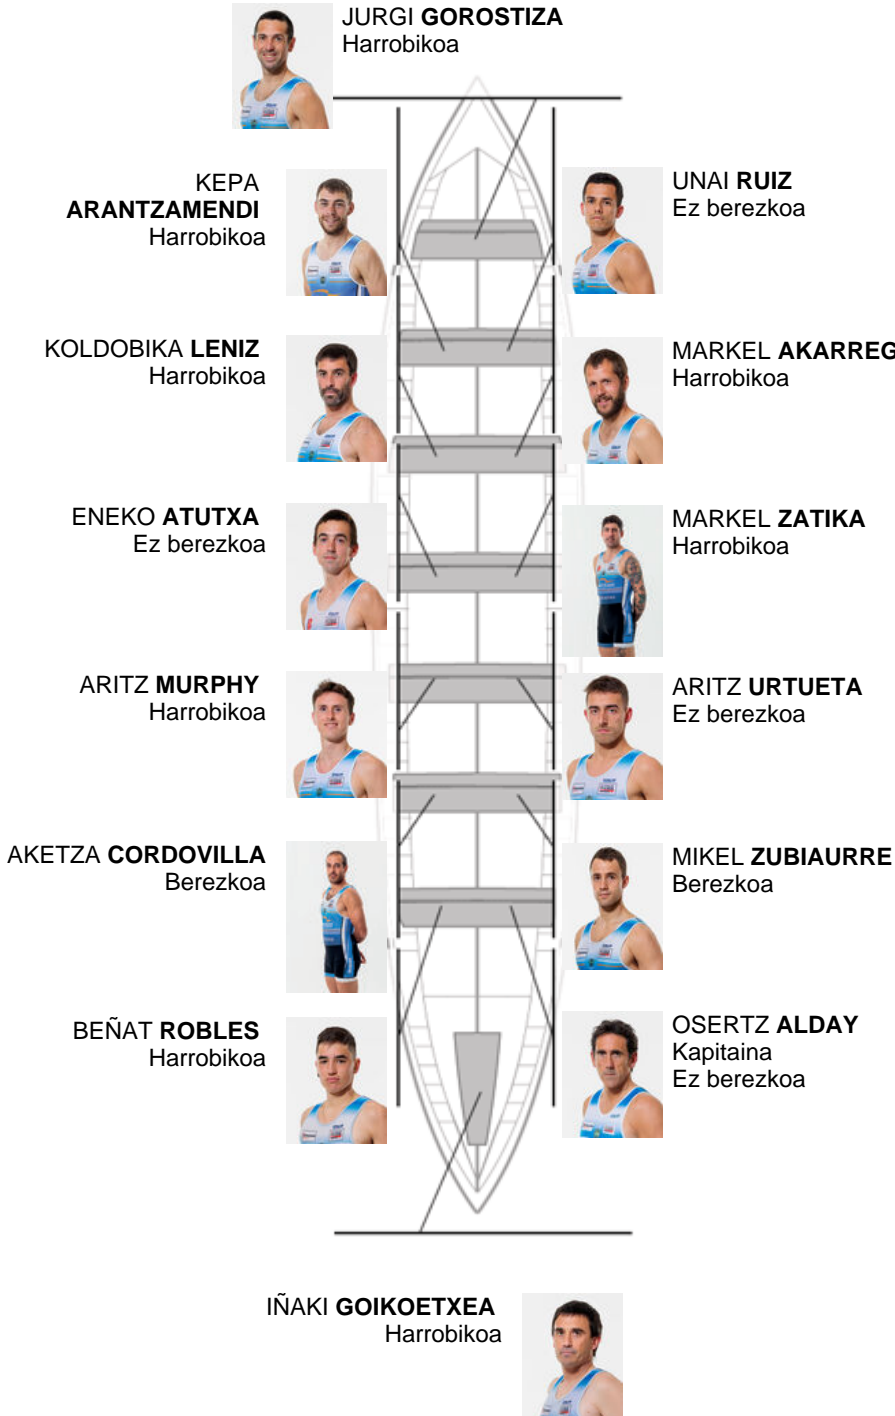 JURGI GOROSTIZA
Harrobikoa
KEPA
ARANTZAMENDI
Harrobikoa
UNAI RUIZ
Ez berezkoa
KOLDOBIKA LENIZ
Harrobikoa
MARKEL AKARREG
Harrobikoa
ENEKO ATUTXA
Ez berezkoa
MARKEL ZATIKA
Harrobikoa
ARITZ MURPHY
Harrobikoa
ARITZ URTUETA
Ez berezkoa
AKETZA CORDOVILLA
Berezkoa
MIKEL ZUBIAURRE
Berezkoa
BEÑAT ROBLES
Harrobikoa
OSERTZ ALDAY
Kapitaina
Ez berezkoa
IÑAKI GOIKOETXEA
Harrobikoa